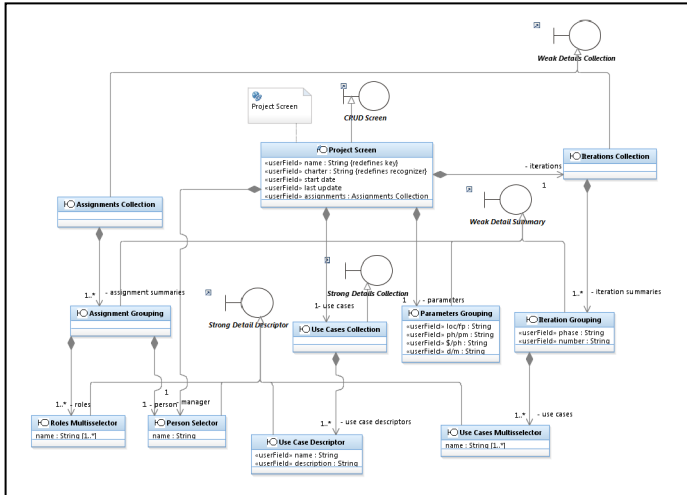 Weak Details Collection
Project Screen
CRUD Screen
Project Screen
«userField» name : String {redefines key}
«userField» charter : String {redefines recognizer}
«userField» start date
«userField» last update
«userField» assignments : Assignments Collection
- iterations
1
Iterations Collection
Assignments Collection
Weak Detail Summary
Strong Details Collection
1..*
- assignment summaries
1..*
- iteration summaries
Strong Detail Descriptor
1
- use cases
1
- parameters
Assignment Grouping
Use Cases Collection
Parameters Grouping
«userField» loc/fp : String
«userField» ph/pm : String
«userField» $/ph : String
«userField» d/m : String
Iteration Grouping
«userField» phase : String
«userField» number : String
1..*
- roles
1
- person
1
- manager
1..*
- use case descriptors
1..*
- use cases
Roles Multisselector
name : String [1..*]
Person Selector
name : String
Use Case Descriptor
«userField» name : String
«userField» description : String
Use Cases Multisselector
name : String [1..*]